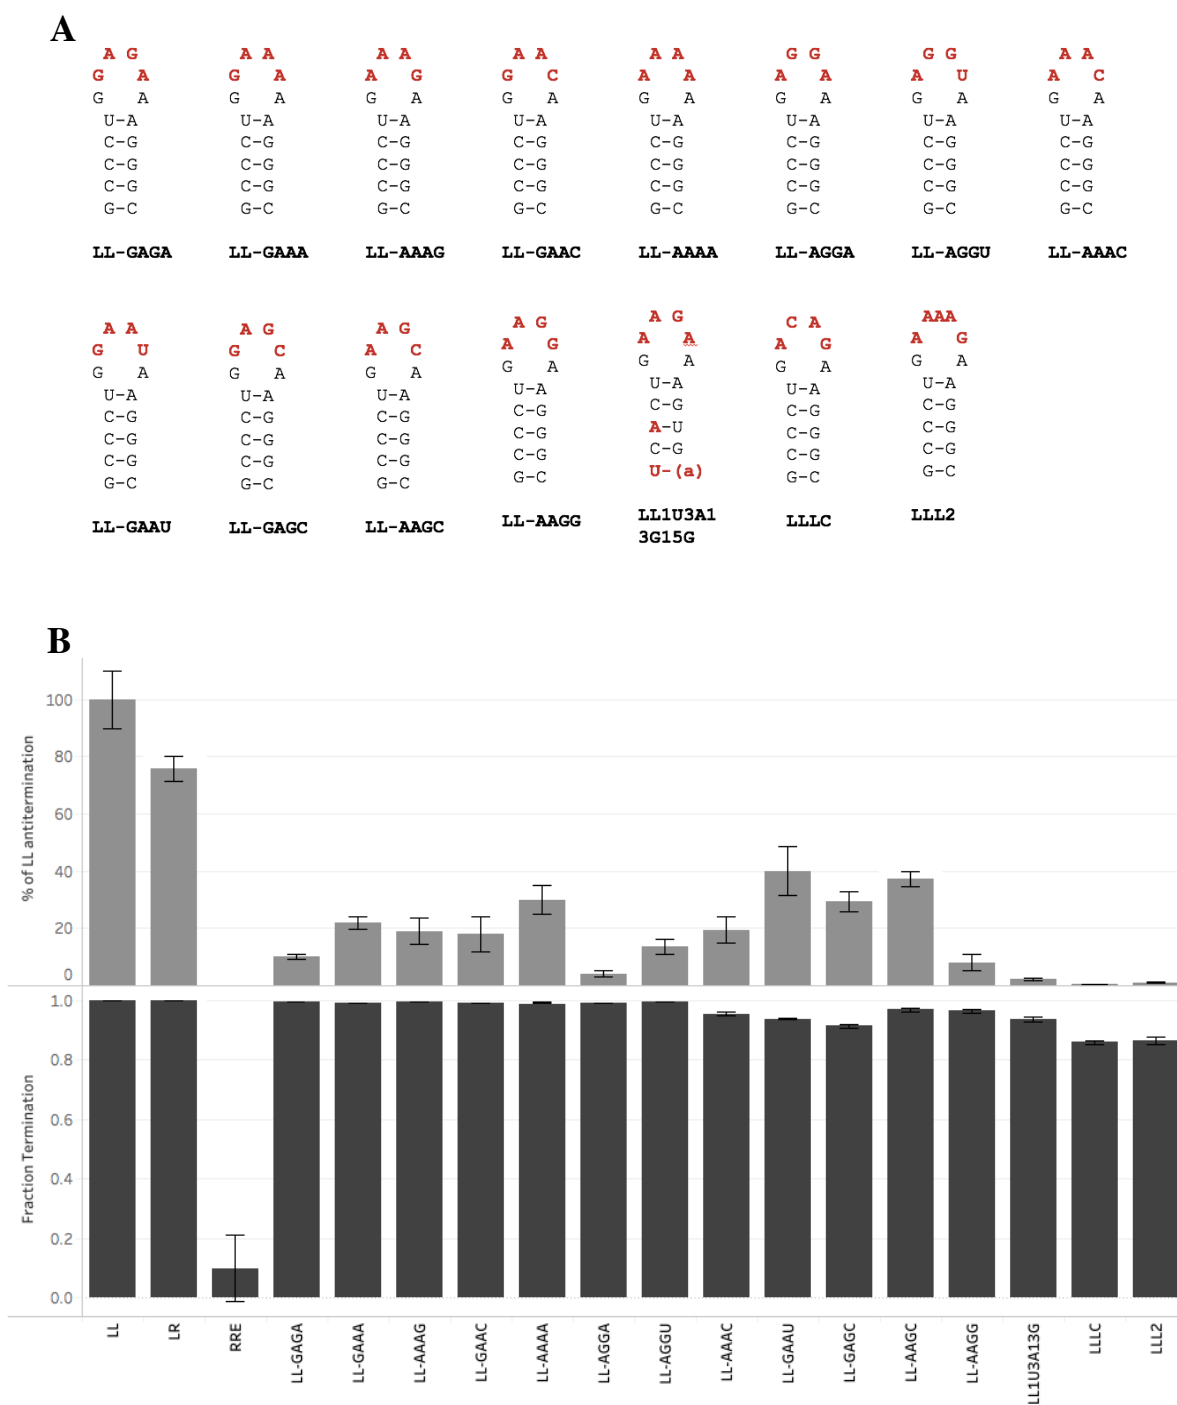 A
A G A A A A A A A A G G G G A A
G A G A A G G C A A A A A U A C
G A G A G A G A G A G A G A G A
U-A U-A U-A U-A U-A U-A U-A U-A
C-G C-G C-G C-G C-G C-G C-G C-G
C-G C-G C-G C-G C-G C-G C-G C-G
C-G C-G C-G C-G C-G C-G C-G C-G
G-C G-C G-C G-C G-C G-C G-C G-C
LL-GAGA LL-GAAA LL-AAAG LL-GAAC LL-AAAA LL-AGGA LL-AGGU LL-AAAC
A A A G A G A G A G C A AAA
G U G C A C A G A A A G A G
G A G A G A G A G A G A G A
U-A U-A U-A U-A U-A U-A U-A
C-G C-G C-G C-G C-G C-G C-G
C-G C-G C-G C-G A-U C-G C-G
C-G C-G C-G C-G C-G C-G C-G
G-C G-C G-C G-C U-(a) G-C G-C
LL-GAAU LL-GAGC LL-AAGC LL-AAGG LL1U3A1 LLLC LLL2
3G15G
B
% of LL antitermination
100
80
60
40
20
0
Fraction Termination
1.0
0.8
0.6
0.4
0.2
0.0
LL
LR
RRE
LL-GAGA
LL-GAAA
LL-AAAG
LL-GAAC
LL-AAAA
LL-AGGA
LL-AGGU
LL-AAAC
LL-GAAU
LL-GAGC
LL-AAGC
LL-AAGG
LL1U3A13G
LLLC
LLL2